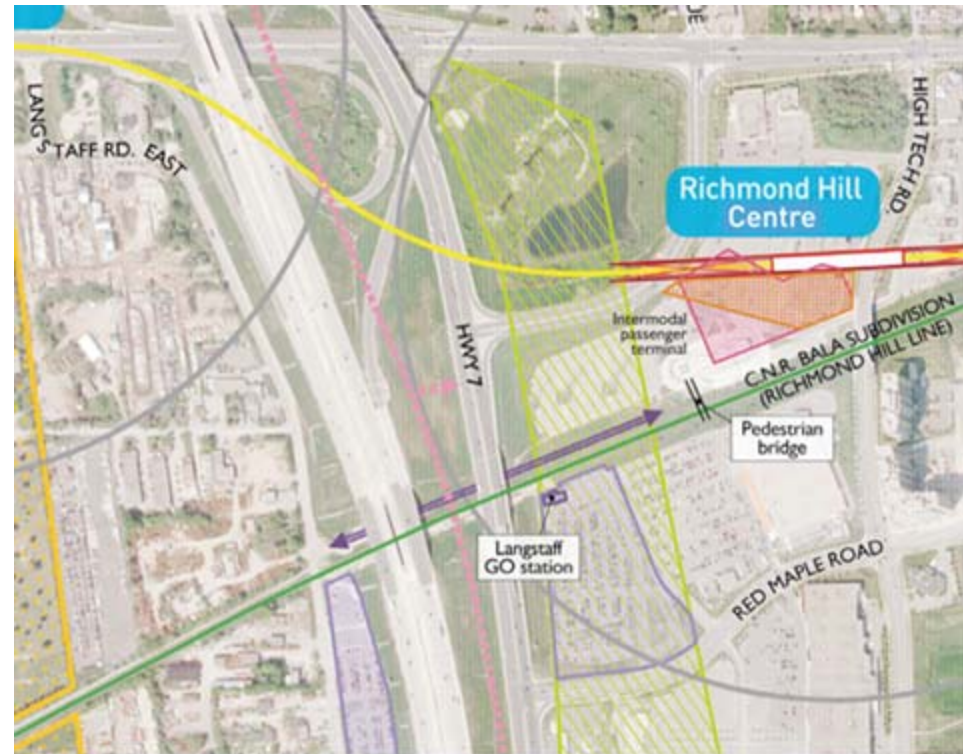 LANGSTAFF RD. EAST
HIGH TECH RD.
Richmond Hill
Centre
Intermodal
passenger
terminal
HWY 7
C.N.R. BALA SUBDIVISION
(RICHMOND HILL LINE)
Pedestrian
bridge
Langstaff
GO station
RED MAPLE ROAD